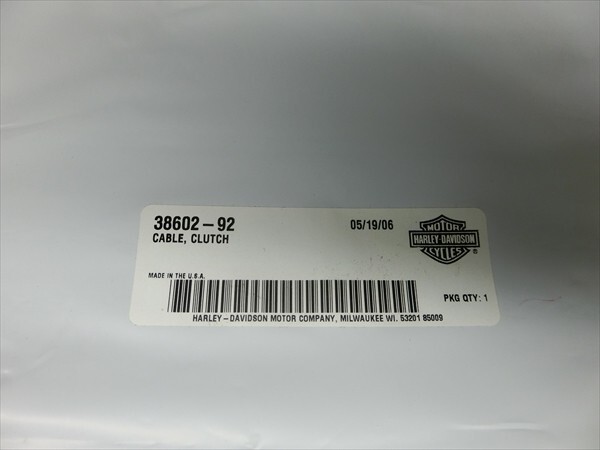 38602-92 05/19/06
CABLE, CLUTCH
MOTOR
HARLEY-DAVIDSON
CYCLES
®
MADE IN THE U.S.A.
PKG QTY: 1
HARLEY-DAVIDSON MOTOR COMPANY, MILWAUKEE WI. 53201 85009